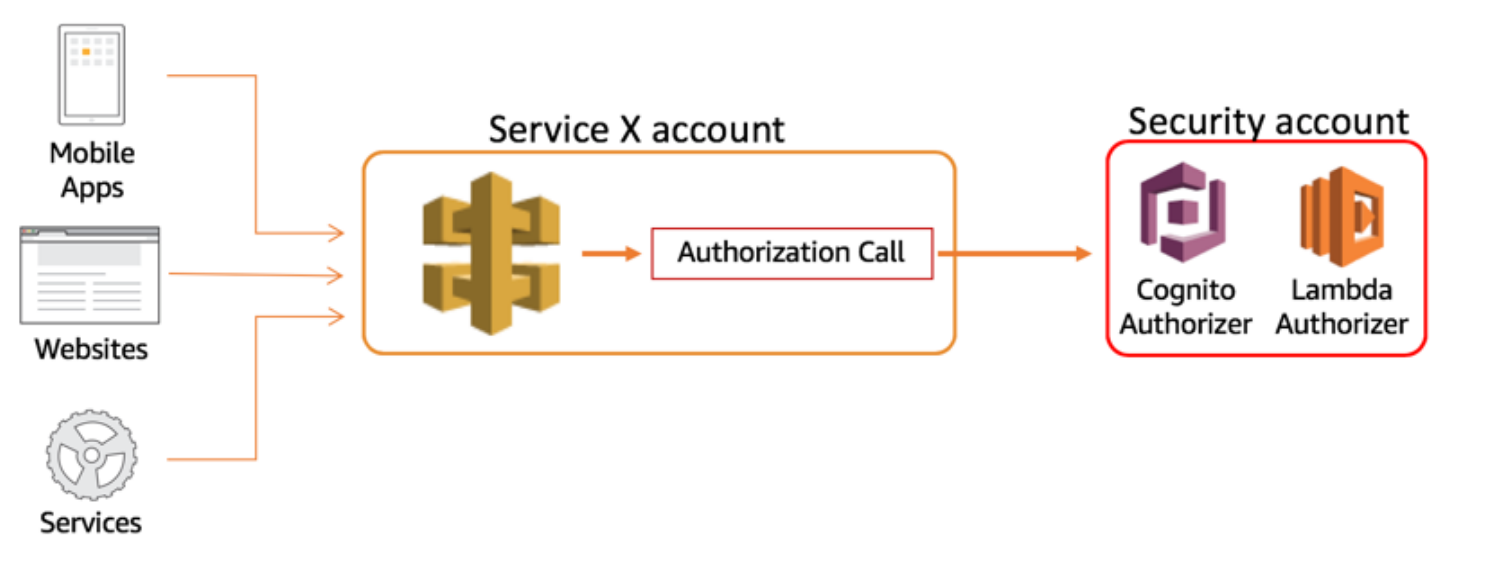 Mobile
Apps
Websites
Services
Service X account
Authorization Call
Security account
Cognito
Authorizer
Lambda
Authorizer